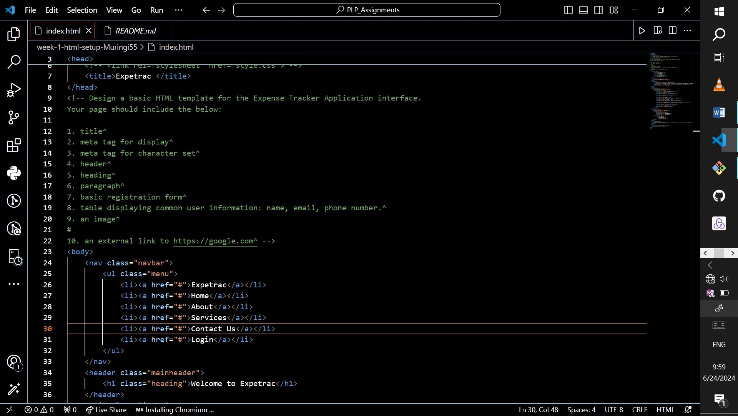 File Edit Selection View Go Run ··· PLP_Assignments
index.html README.md
week-1-html-setup-Muringi55 > index.html
3 <head>
6 <!-- <link rel="stylesheet" href="style.css"> -->
7 <title>Expetrac </title>
8 </head>
9 <!-- Design a basic HTML template for the Expense Tracker Application interface.
10 Your page should include the below:
11
12 1. title^
13 2. meta tag for display^
14 3. meta tag for character set^
15 4. header^
16 5. heading^
17 6. paragraph^
18 7. basic registration form^
19 8. table displaying common user information: name, email, phone number.^
20 9. an image^
21 #
22 10. an external link to https://google.com^ -->
23 <body>
24 <nav class="navbar">
25 <ul class="menu">
26 <li><a href="#">Expetrac</a></li>
27 <li><a href="#">Home</a></li>
28 <li><a href="#">About</a></li>
29 <li><a href="#">Services</a></li>
30 <li><a href="#">Contact Us</a></li>
31 <li><a href="#">Login</a></li>
32 </ul>
33 </nav>
34 <header class="mainheader">
35 <h1 class="heading">Welcome to Expetrac</h1>
36 </header>
ENG
9:59
6/24/2024
0 0 0 Live Share Installing Chromium ... Ln 30, Col 48 Spaces: 4 UTF-8 CRLF HTML